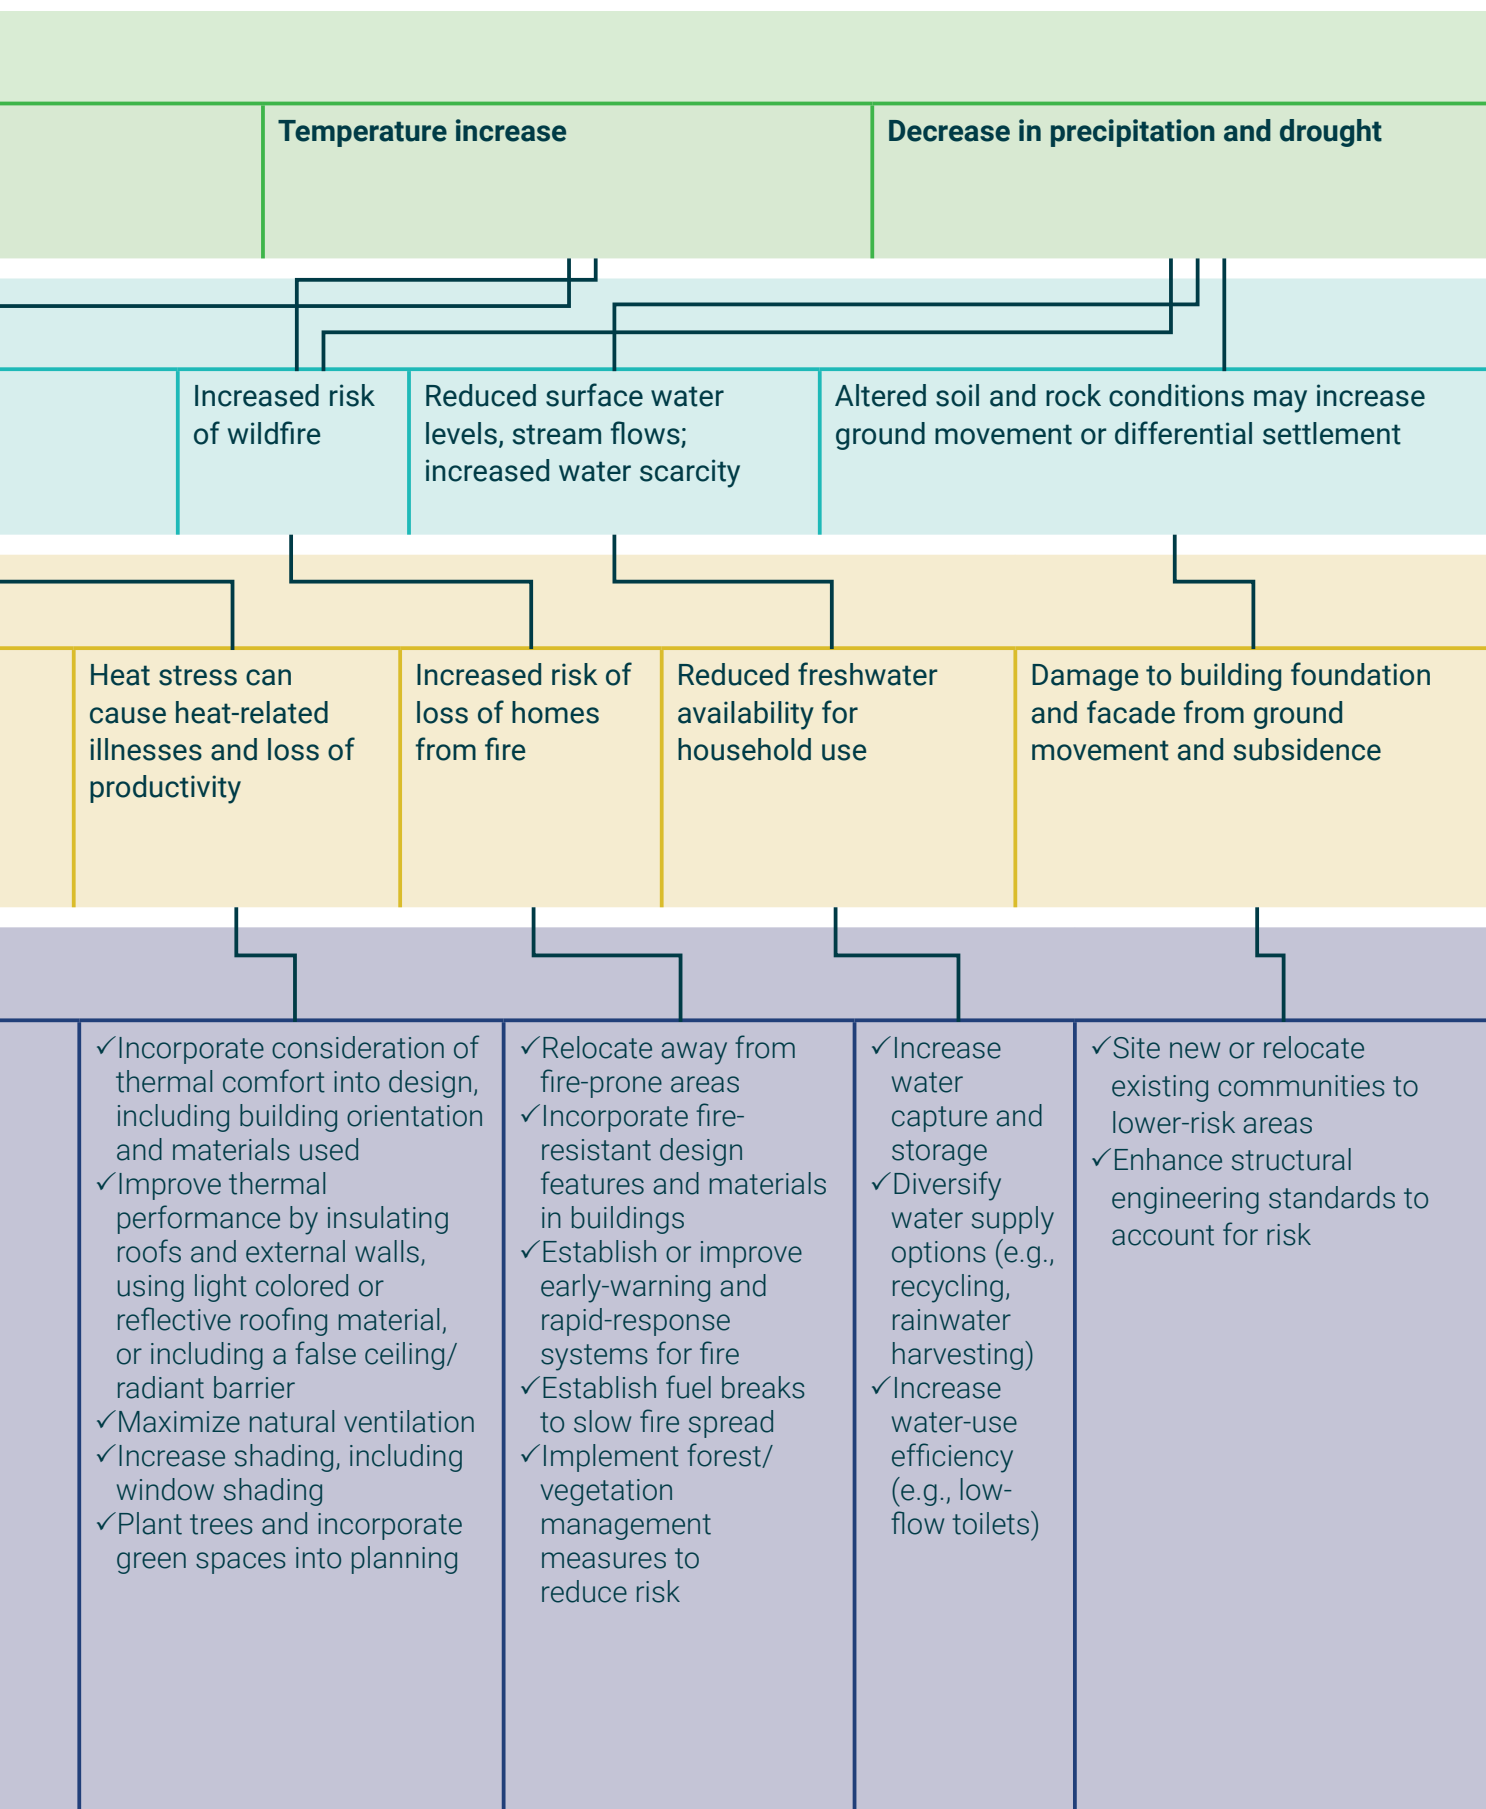 Temperature increase
Decrease in precipitation and drought
Increased risk
of wildfire
Reduced surface water
levels, stream flows;
increased water scarcity
Altered soil and rock conditions may increase
ground movement or differential settlement
Heat stress can
cause heat-related
illnesses and loss of
productivity
Increased risk of
loss of homes
from fire
Reduced freshwater
availability for
household use
Damage to building foundation
and facade from ground
movement and subsidence
✓Incorporate consideration of
thermal comfort into design,
including building orientation
and materials used
✓Improve thermal
performance by insulating
roofs and external walls,
using light colored or
reflective roofing material,
or including a false ceiling/
radiant barrier
✓Maximize natural ventilation
✓Increase shading, including
window shading
✓Plant trees and incorporate
green spaces into planning
✓Relocate away from
fire-prone areas
✓Incorporate fire-
resistant design
features and materials
in buildings
✓Establish or improve
early-warning and
rapid-response
systems for fire
✓Establish fuel breaks
to slow fire spread
✓Implement forest/
vegetation
management
measures to
reduce risk
✓Increase
water
capture and
storage
✓Diversify
water supply
options (e.g.,
recycling,
rainwater
harvesting)
✓Increase
water-use
efficiency
(e.g., low-
flow toilets)
✓Site new or relocate
existing communities to
lower-risk areas
✓Enhance structural
engineering standards to
account for risk